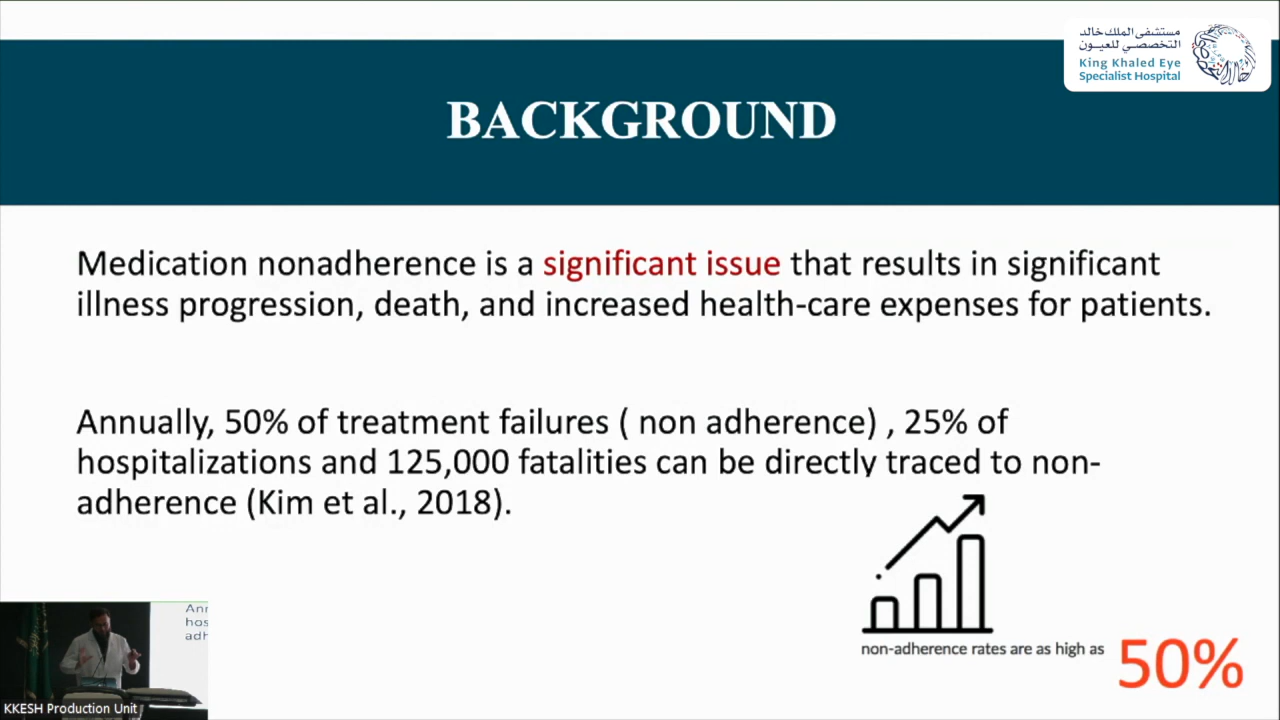 مستشفى الملك خالد
التخصصي للعيون
King Khaled Eye
Specialist Hospital
BACKGROUND
Medication nonadherence is a significant issue that results in significant
illness progression, death, and increased health-care expenses for patients.
Annually, 50% of treatment failures ( non adherence) , 25% of
hospitalizations and 125,000 fatalities can be directly traced to non-
adherence (Kim et al., 2018).
non-adherence rates are as high as 50%
Ann
hos
adh
KKESH Production Unit